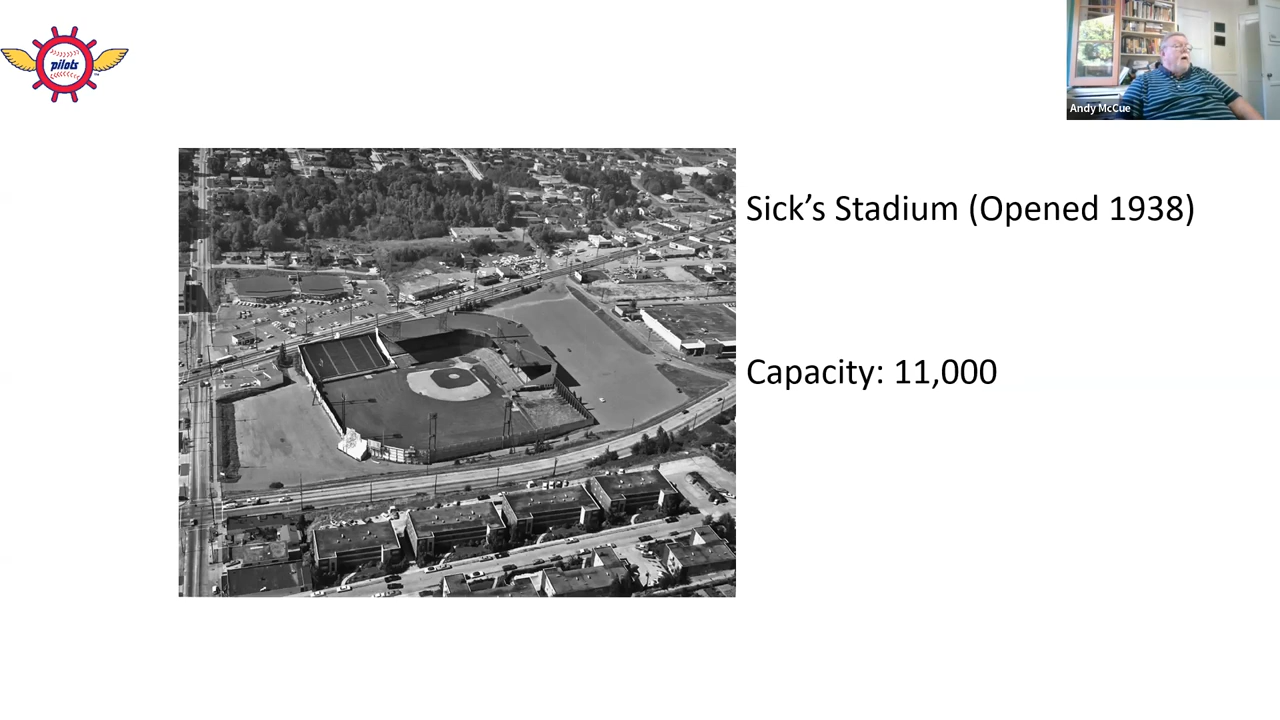 pilots
Andy McCue
Sick’s Stadium (Opened 1938)
Capacity: 11,000